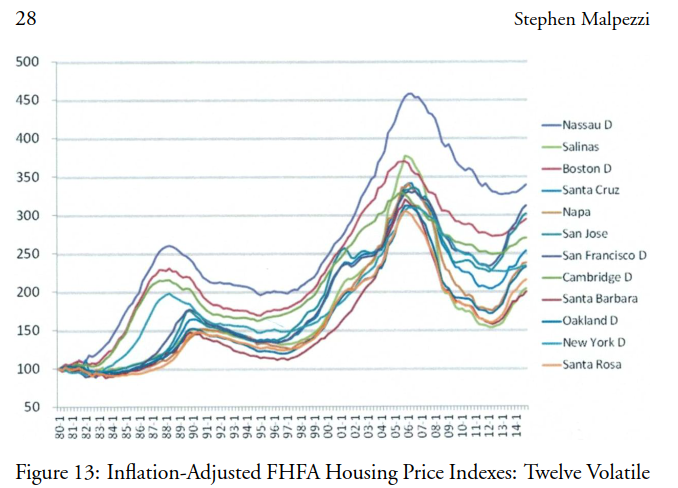 28
Stephen Malpezzi
500
450
400
350
300
250
200
150
100
50
80-1 81-1 82-1 83-1 84-1 85-1 86-1 87-1 88-1 89-1 90-1 91-1 92-1 93-1 94-1 95-1 96-1 97-1 98-1 99-1 00-1 01-1 02-1 03-1 04-1 05-1 06-1 07-1 08-1 09-1 10-1 11-1 12-1 13-1 14-1
Nassau D
Salinas
Boston D
Santa Cruz
Napa
San Jose
San Francisco D
Cambridge D
Santa Barbara
Oakland D
New York D
Santa Rosa
Figure 13: Inflation-Adjusted FHFA Housing Price Indexes: Twelve Volatile